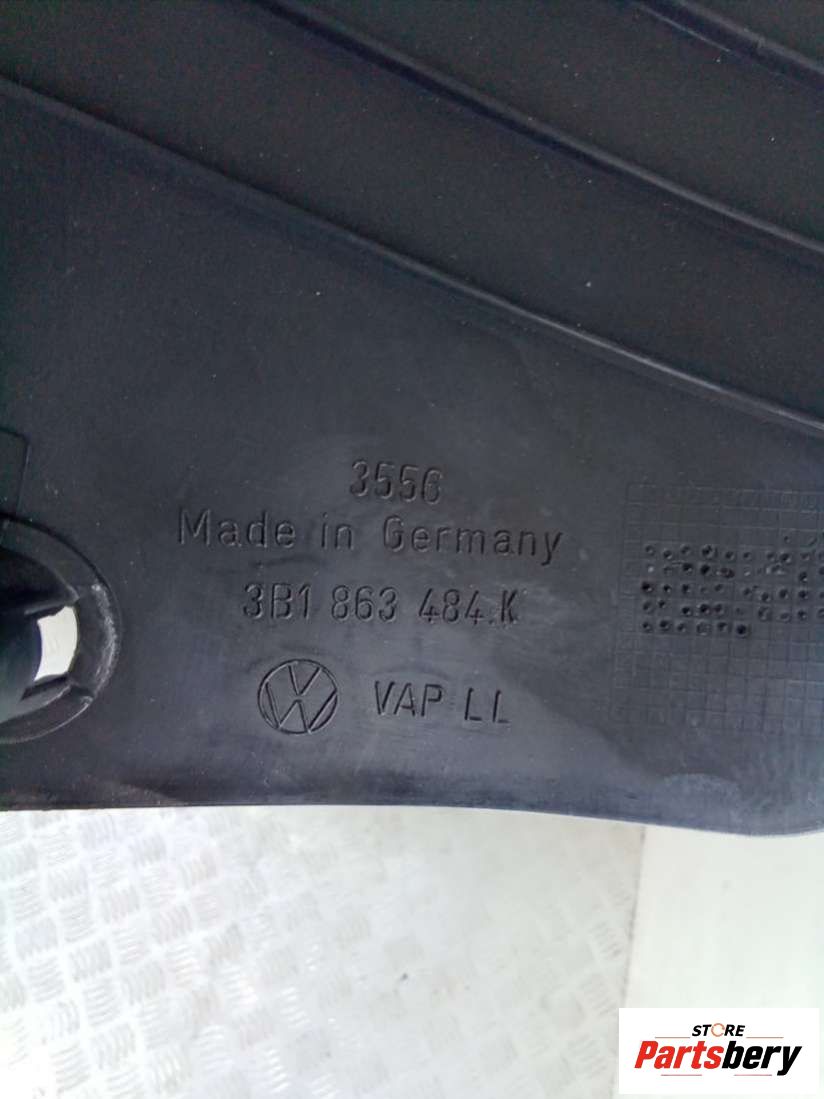 3556
Made in Germany
3B1 863 484.K
VAP LL
STORE
Partsbery